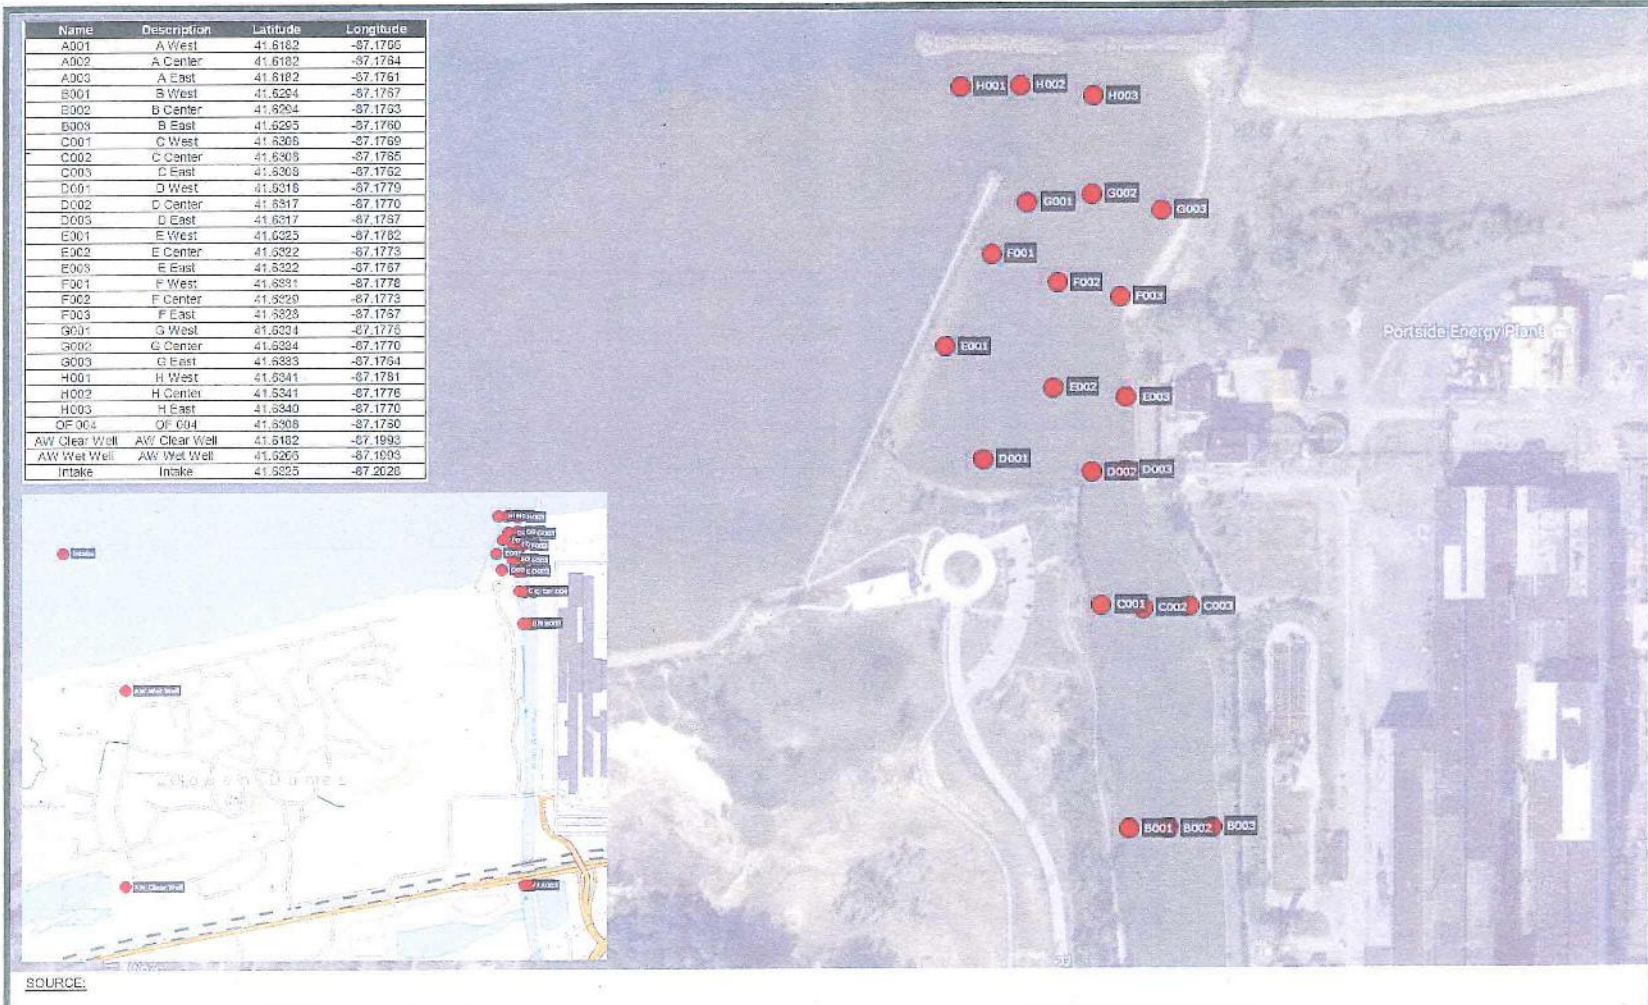 Name Description Latitude Longitude
A001 A West 41.6182 -87.1766
A002 A Center 41.6182 -87.1764
A003 A East 41.6182 -87.1761
B001 B West 41.6294 -87.1767
B002 B Center 41.6294 -87.1763
B003 B East 41.6295 -87.1760
C001 C West 41.6308 -87.1769
C002 C Center 41.6308 -87.1765
C003 C East 41.6308 -87.1762
D001 D West 41.6318 -87.1779
D002 D Center 41.6317 -87.1770
D003 D East 41.6317 -87.1767
E001 E West 41.6325 -87.1782
E002 E Center 41.6322 -87.1773
E003 E East 41.6322 -87.1767
F001 F West 41.6331 -87.1778
F002 F Center 41.6329 -87.1773
F003 F East 41.6328 -87.1767
G001 G West 41.6334 -87.1775
G002 G Center 41.6334 -87.1770
G003 G East 41.6333 -87.1764
H001 H West 41.6341 -87.1781
H002 H Center 41.6341 -87.1776
H003 H East 41.6340 -87.1770
OF 004 OF 004 41.6308 -87.1760
AW Clear Well AW Clear Well 41.6182 -87.1993
AW Wet Well AW Wet Well 41.6266 -87.1993
Intake Intake 41.6325 -87.2028
H001 H002 H003
G001 G002 G003
F001
F002 F003
E001
E002 E003
D001
D002 D003
C001 C002 C003
B001 B002 B003
Portside Energy Plant
Intake
AW Wet Well
Dunes
AW Clear Well
SOURCE: